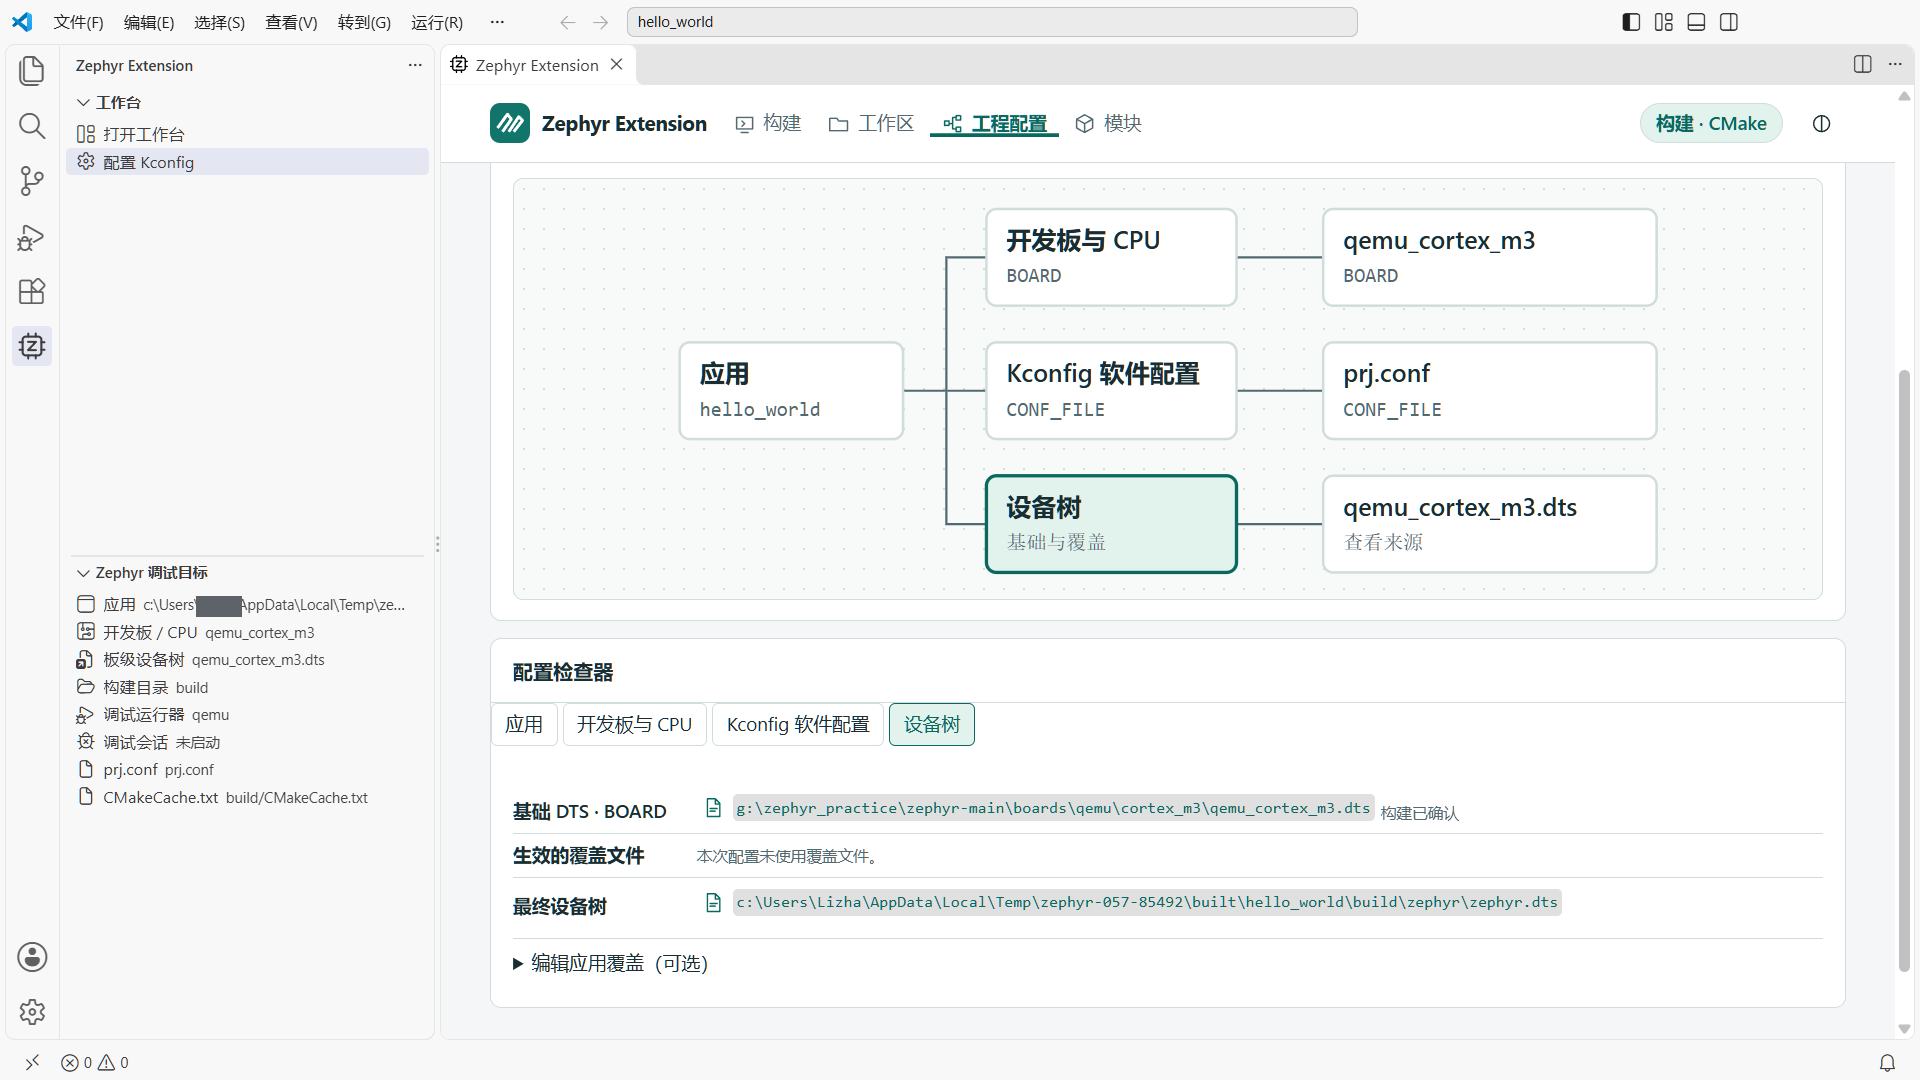 文件(F) 编辑(E) 选择(S) 查看(V) 转到(G) 运行(R) ··· hello_world
Zephyr Extension ···
工作台
打开工作台
配置 Kconfig
Zephyr 调试目标
应用 c:\Users\ AppData\Local\Temp\ze...
开发板 / CPU qemu_cortex_m3
板级设备树 qemu_cortex_m3.dts
构建目录 build
调试运行器 qemu
调试会话 未启动
prj.conf prj.conf
CMakeCache.txt build/CMakeCache.txt
Zephyr Extension
Zephyr Extension 构建 工作区 工程配置 模块 构建 · CMake
开发板与 CPU
BOARD
qemu_cortex_m3
BOARD
应用
hello_world
Kconfig 软件配置
CONF_FILE
prj.conf
CONF_FILE
设备树
基础与覆盖
qemu_cortex_m3.dts
查看来源
配置检查器
应用 开发板与 CPU Kconfig 软件配置 设备树
基础 DTS · BOARD g:\zephyr_practice\zephyr-main\boards\qemu\cortex_m3\qemu_cortex_m3.dts 构建已确认
生效的覆盖文件 本次配置未使用覆盖文件。
最终设备树 c:\Users\Lizha\AppData\Local\Temp\zephyr-057-85492\built\hello_world\build\zephyr\zephyr.dts
编辑应用覆盖（可选）
0 0